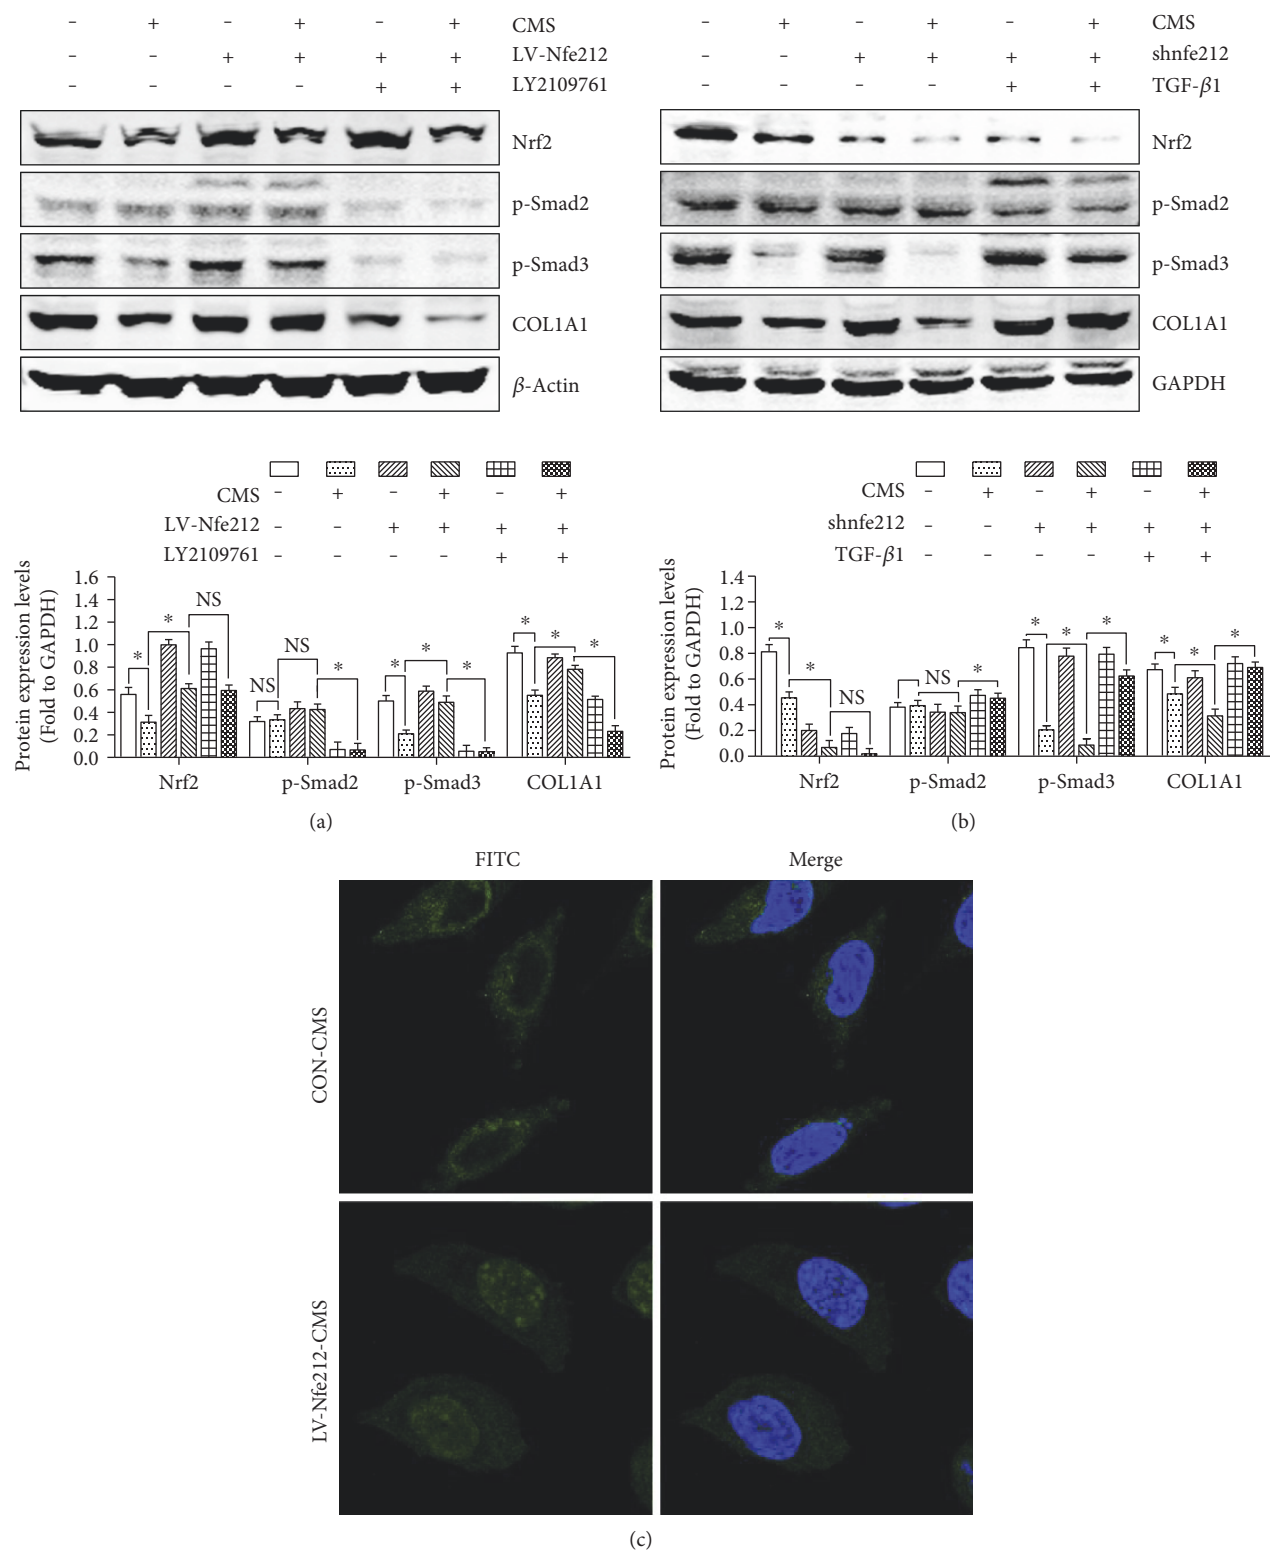 - + - + - + CMS
- - + + + + LV-Nfe212
- - - - + + LY2109761
Nrf2
p-Smad2
p-Smad3
COL1A1
β-Actin
CMS - + - + - +
LV-Nfe212 - - + + + +
LY2109761 - - - - + +
Protein expression levels
(Fold to GAPDH)
1.6
1.4
1.2
1.0
0.8
0.6
0.4
0.2
0.0
* * NS
NS NS *
* * *
* * *
Nrf2 p-Smad2 p-Smad3 COL1A1
(a)
- + - + - + CMS
- - + + + + shnfe212
- - - - + + TGF-β1
Nrf2
p-Smad2
p-Smad3
COL1A1
GAPDH
CMS - + - + - +
shnfe212 - - + + + +
TGF-β1 - - - - + +
Protein expression levels
(Fold to GAPDH)
1.4
1.2
1.0
0.8
0.6
0.4
0.2
0.0
* * NS
NS *
* * *
* * *
Nrf2 p-Smad2 p-Smad3 COL1A1
(b)
FITC Merge
CON-CMS
LV-Nfe212-CMS
(c)